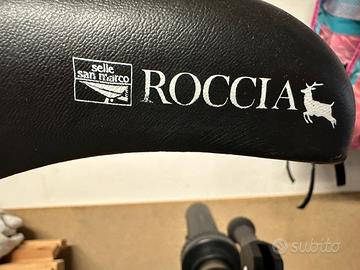 selle
san marco
ROCCIA
subito